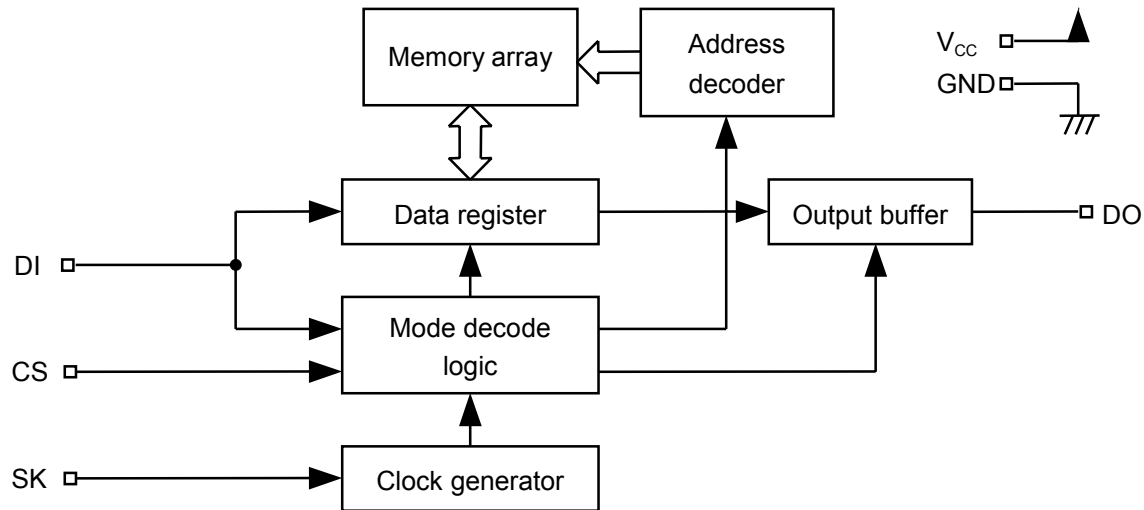 Memory array
Address
decoder
VCC
GND
Data register
Output buffer
DO
DI
Mode decode
logic
CS
SK
Clock generator